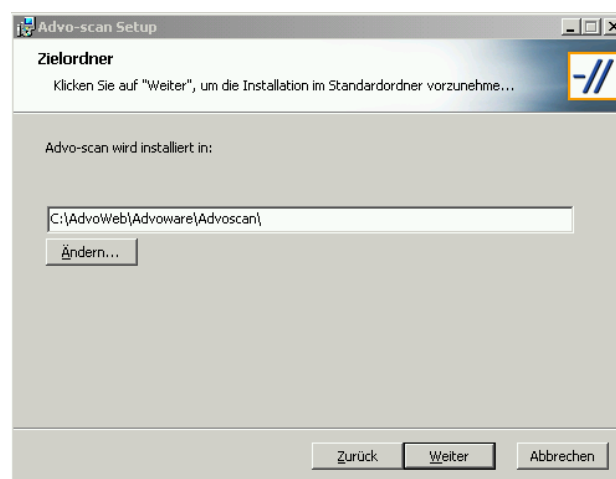 Advo-scan Setup
Zielordner
Klicken Sie auf "Weiter", um die Installation im Standardordner vorzunehme...
-//
Advo-scan wird installiert in:
C:\AdvoWeb\Advoware\Advoscan\
Ändern...
Zurück Weiter Abbrechen